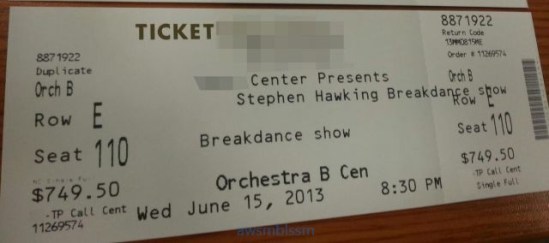 TICKET
8871922
Duplicate
Orch B
Row E
Seat 110
$749.50
-TP Call Cent
11269574
Center Presents
Stephen Hawking Breakdance show
Breakdance show
Orchestra B Cen
Wed June 15, 2013 8:30 PM
8871922
Return Code
Order # 11269574
Orch B
Row E
Seat 110
$749.50
-TP Call Cent
Single Full
awsmblssm